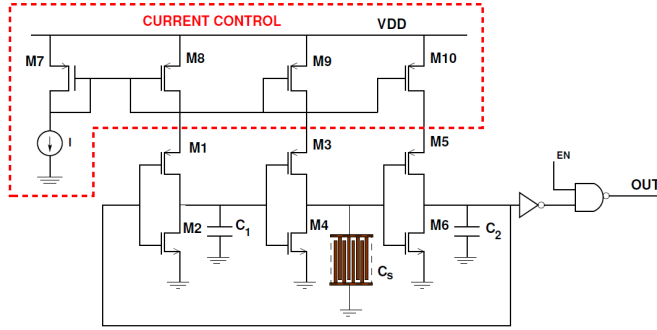 CURRENT CONTROL
VDD
M7
M8
M9
M10
I
M1
M3
M5
EN
OUT
M2
C1
M4
M6
C2
Cs